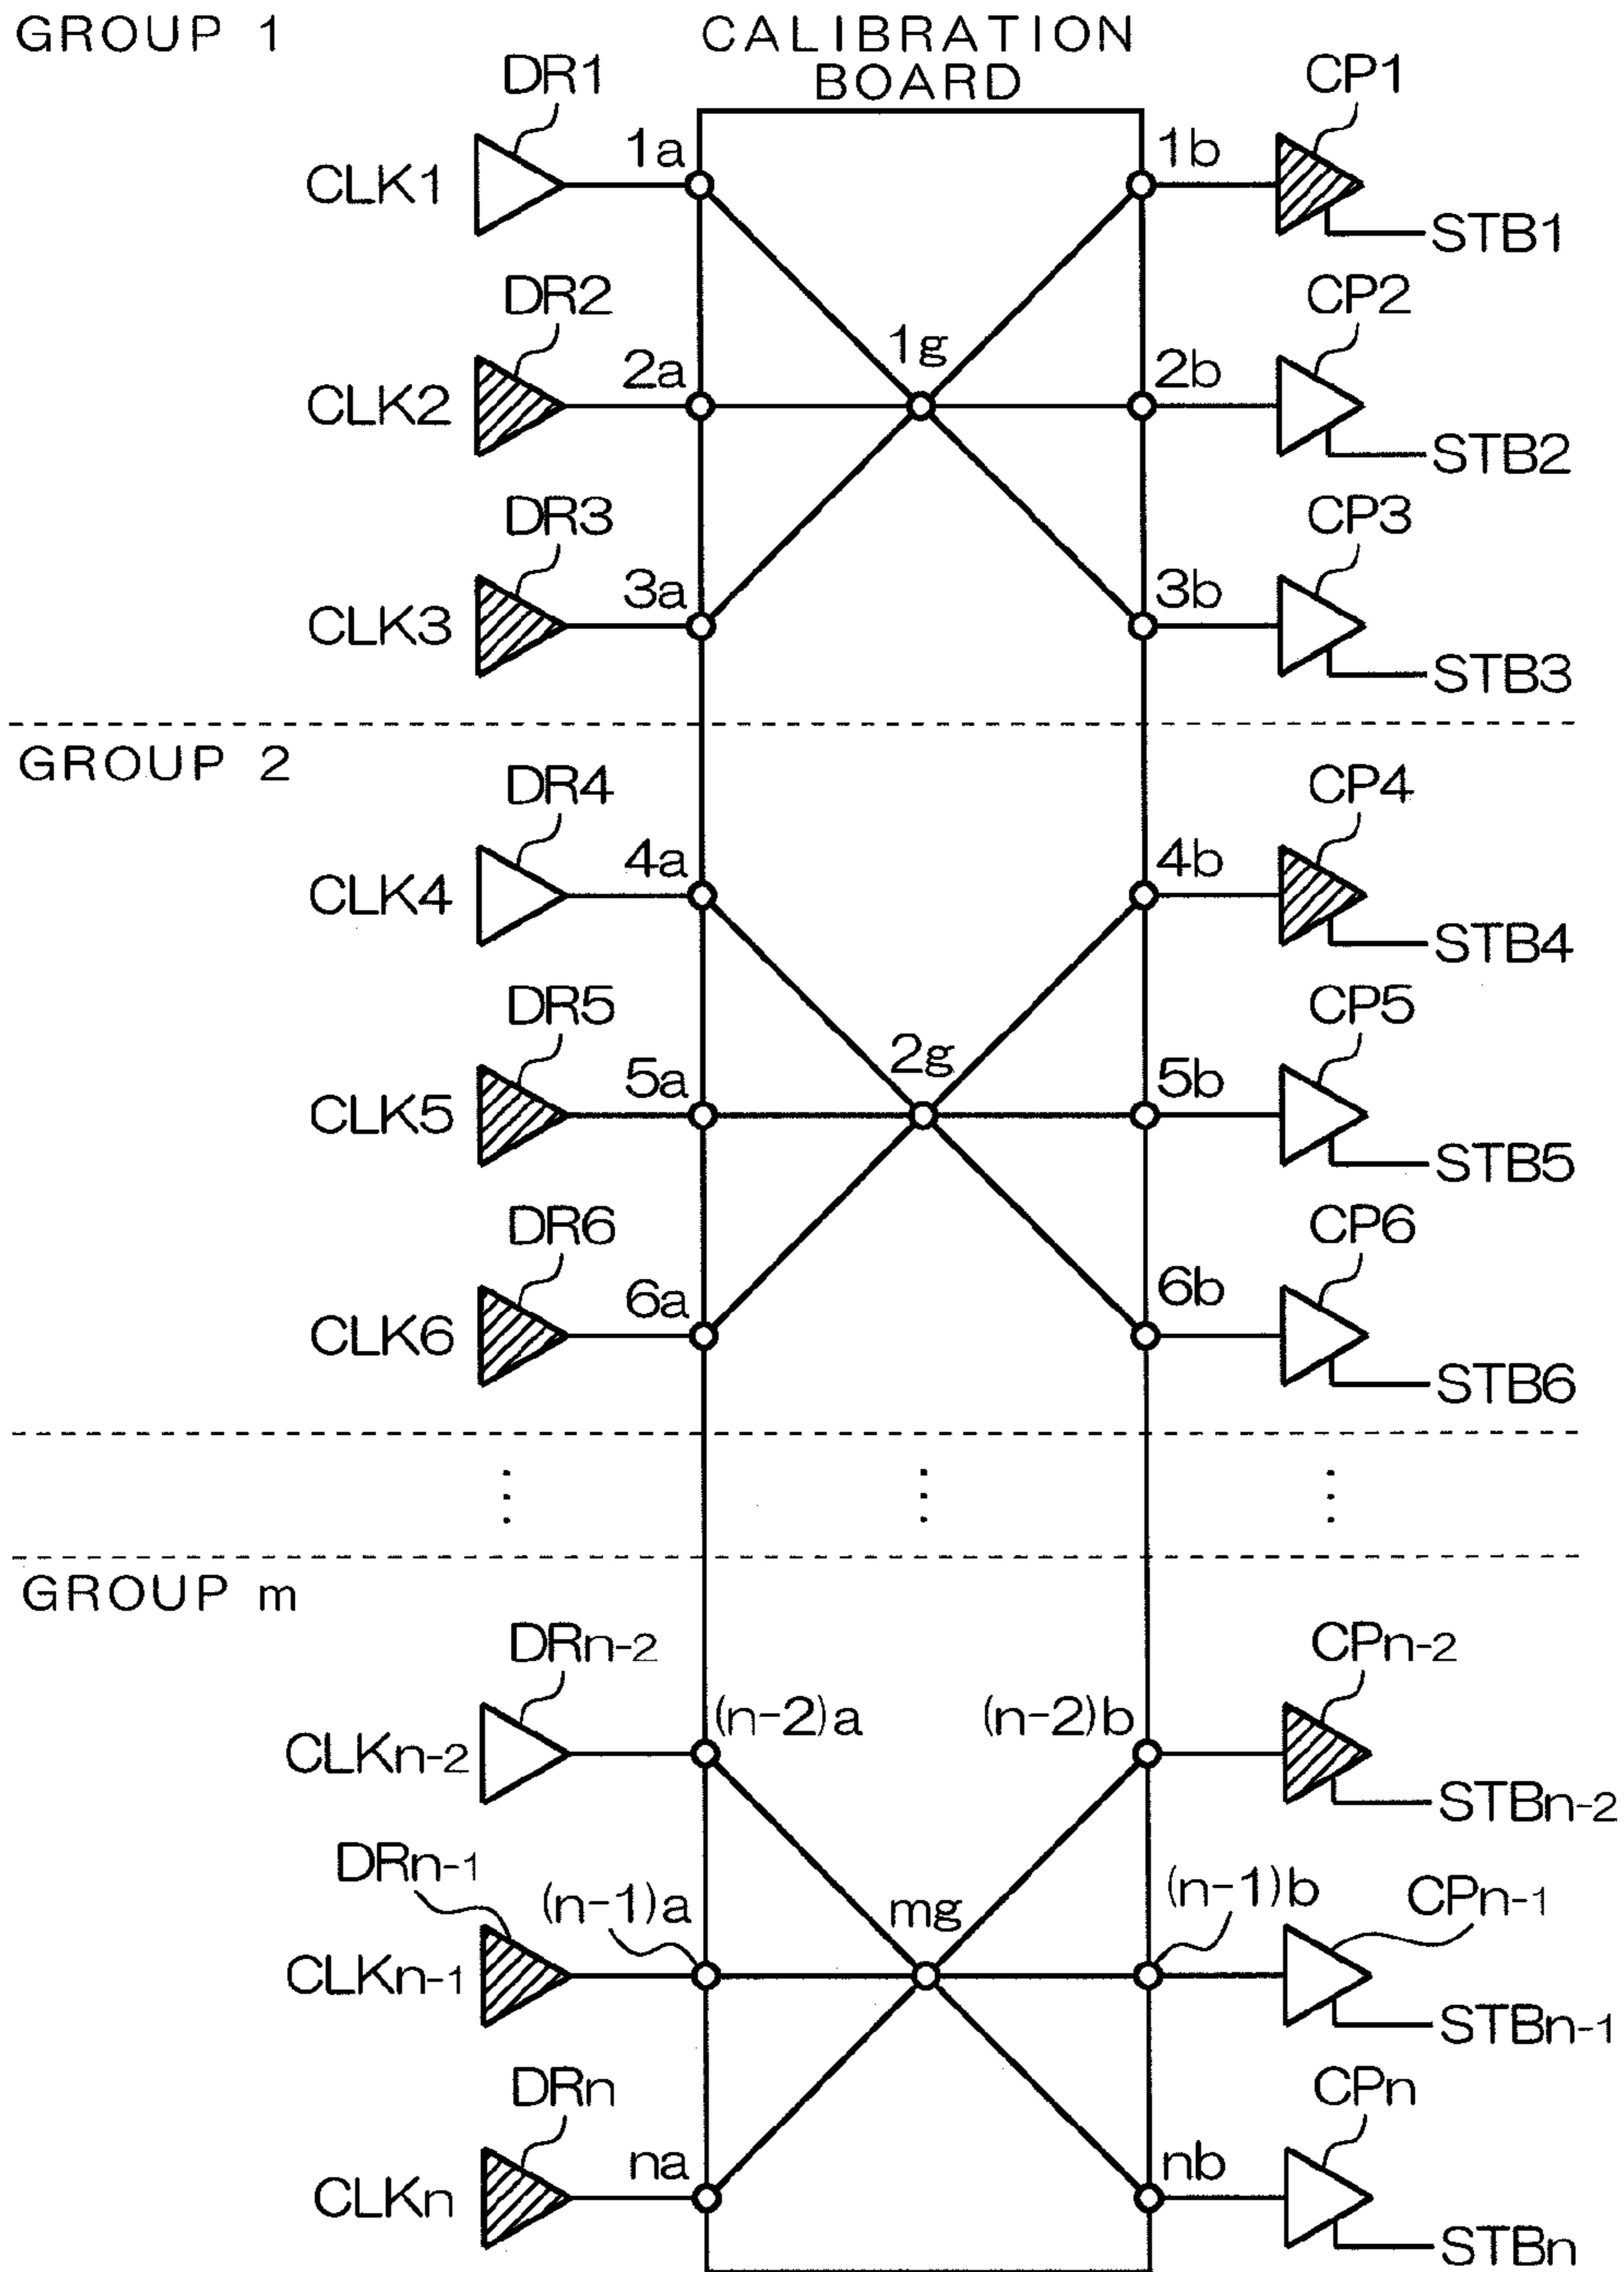 GROUP 1
CALIBRATION
BOARD
DR1
CP1
1a
1b
CLK1
STB1
DR2
CP2
1g
2a
2b
CLK2
STB2
DR3
CP3
3a
3b
CLK3
STB3
GROUP 2
DR4
CP4
4a
4b
CLK4
STB4
DR5
CP5
2g
5a
5b
CLK5
STB5
DR6
CP6
6a
6b
CLK6
STB6
GROUP m
DRn-2
CPn-2
(n-2)a
(n-2)b
CLKn-2
STBn-2
DRn-1
(n-1)a
mg
(n-1)b
CPn-1
CLKn-1
STBn-1
DRn
CPn
na
nb
CLKn
STBn